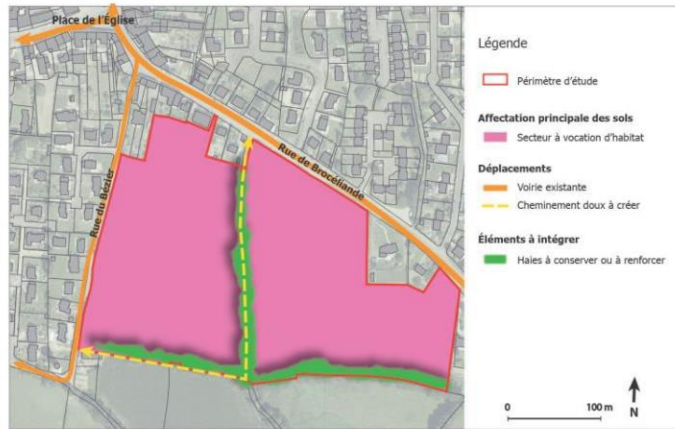 Place de l'Église
Rue de Brocéliande
Rue du Bezier
Légende
Périmètre d'étude
Affectation principale des sols
Secteur à vocation d'habitat
Déplacements
Voirie existante
Cheminement doux à créer
Éléments à intégrer
Haies à conserver ou à renforcer
0 100 m
N